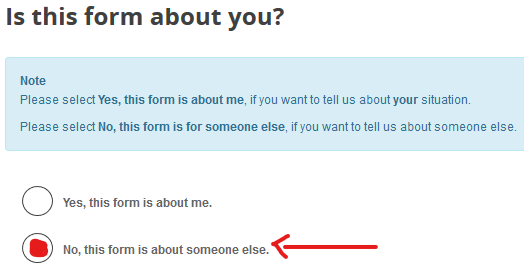 Is this form about you?
Note
Please select Yes, this form is about me, if you want to tell us about your situation.
Please select No, this form is for someone else, if you want to tell us about someone else.
Yes, this form is about me.
No, this form is about someone else.